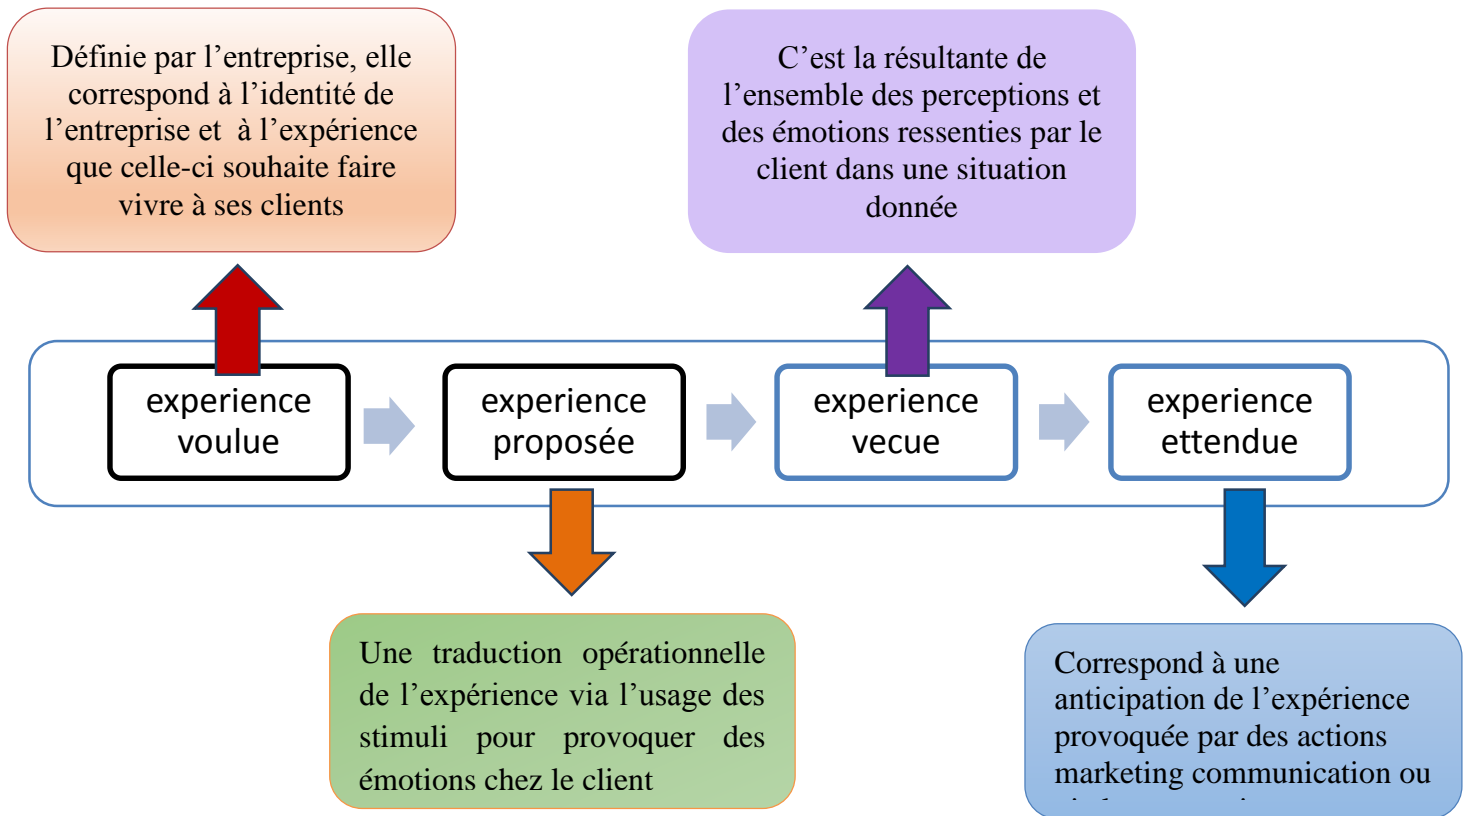 Définie par l’entreprise, elle
correspond à l’identité de
l’entreprise et à l’expérience
que celle-ci souhaite faire
vivre à ses clients
C’est la résultante de
l’ensemble des perceptions et
des émotions ressenties par le
client dans une situation
donnée
experience
voulue
experience
proposée
experience
vecue
experience
ettendue
Une traduction opérationnelle
de l’expérience via l’usage des
stimuli pour provoquer des
émotions chez le client
Correspond à une
anticipation de l’expérience
provoquée par des actions
marketing communication ou